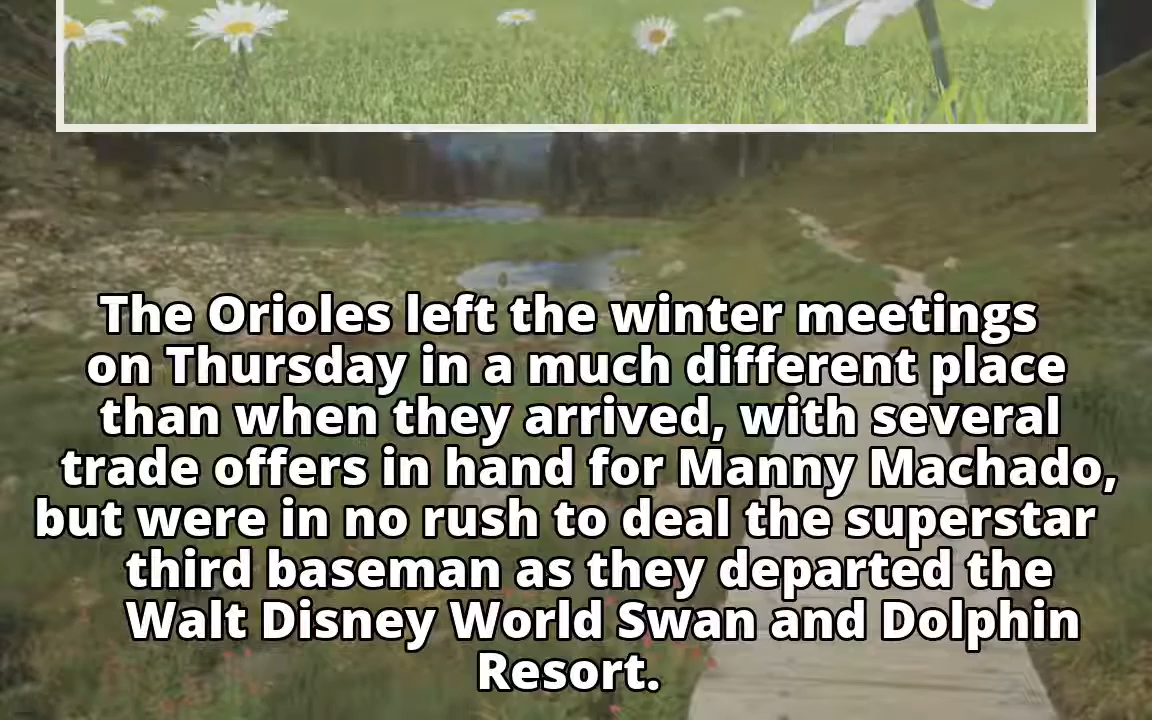 The Orioles left the winter meetings
on Thursday in a much different place
than when they arrived, with several
trade offers in hand for Manny Machado,
but were in no rush to deal the superstar
third baseman as they departed the
Walt Disney World Swan and Dolphin
Resort.